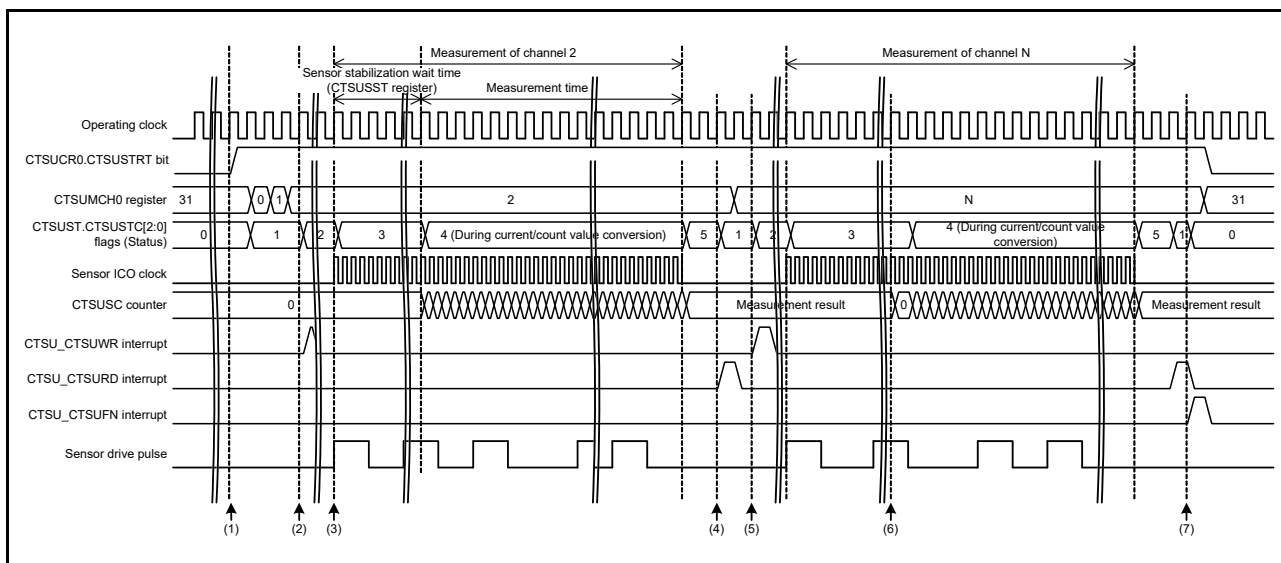 Measurement of channel 2
Measurement of channel N
Sensor stabilization wait time
(CTSUSST register)
Measurement time
Operating clock
CTSUCR0.CTSUSTRT bit
CTSUMCH0 register
31
0
1
2
N
31
CTSUST.CTSUSTC[2:0]
flags (Status)
0
1
2
3
4 (During current/count value conversion)
5
1
2
3
4 (During current/count value
conversion)
5
1
0
Sensor ICO clock
CTSUSC counter
0
Measurement result
0
Measurement result
CTSU_CTSUWR interrupt
CTSU_CTSURD interrupt
CTSU_CTSUFN interrupt
Sensor drive pulse
(1)
(2)
(3)
(4)
(5)
(6)
(7)